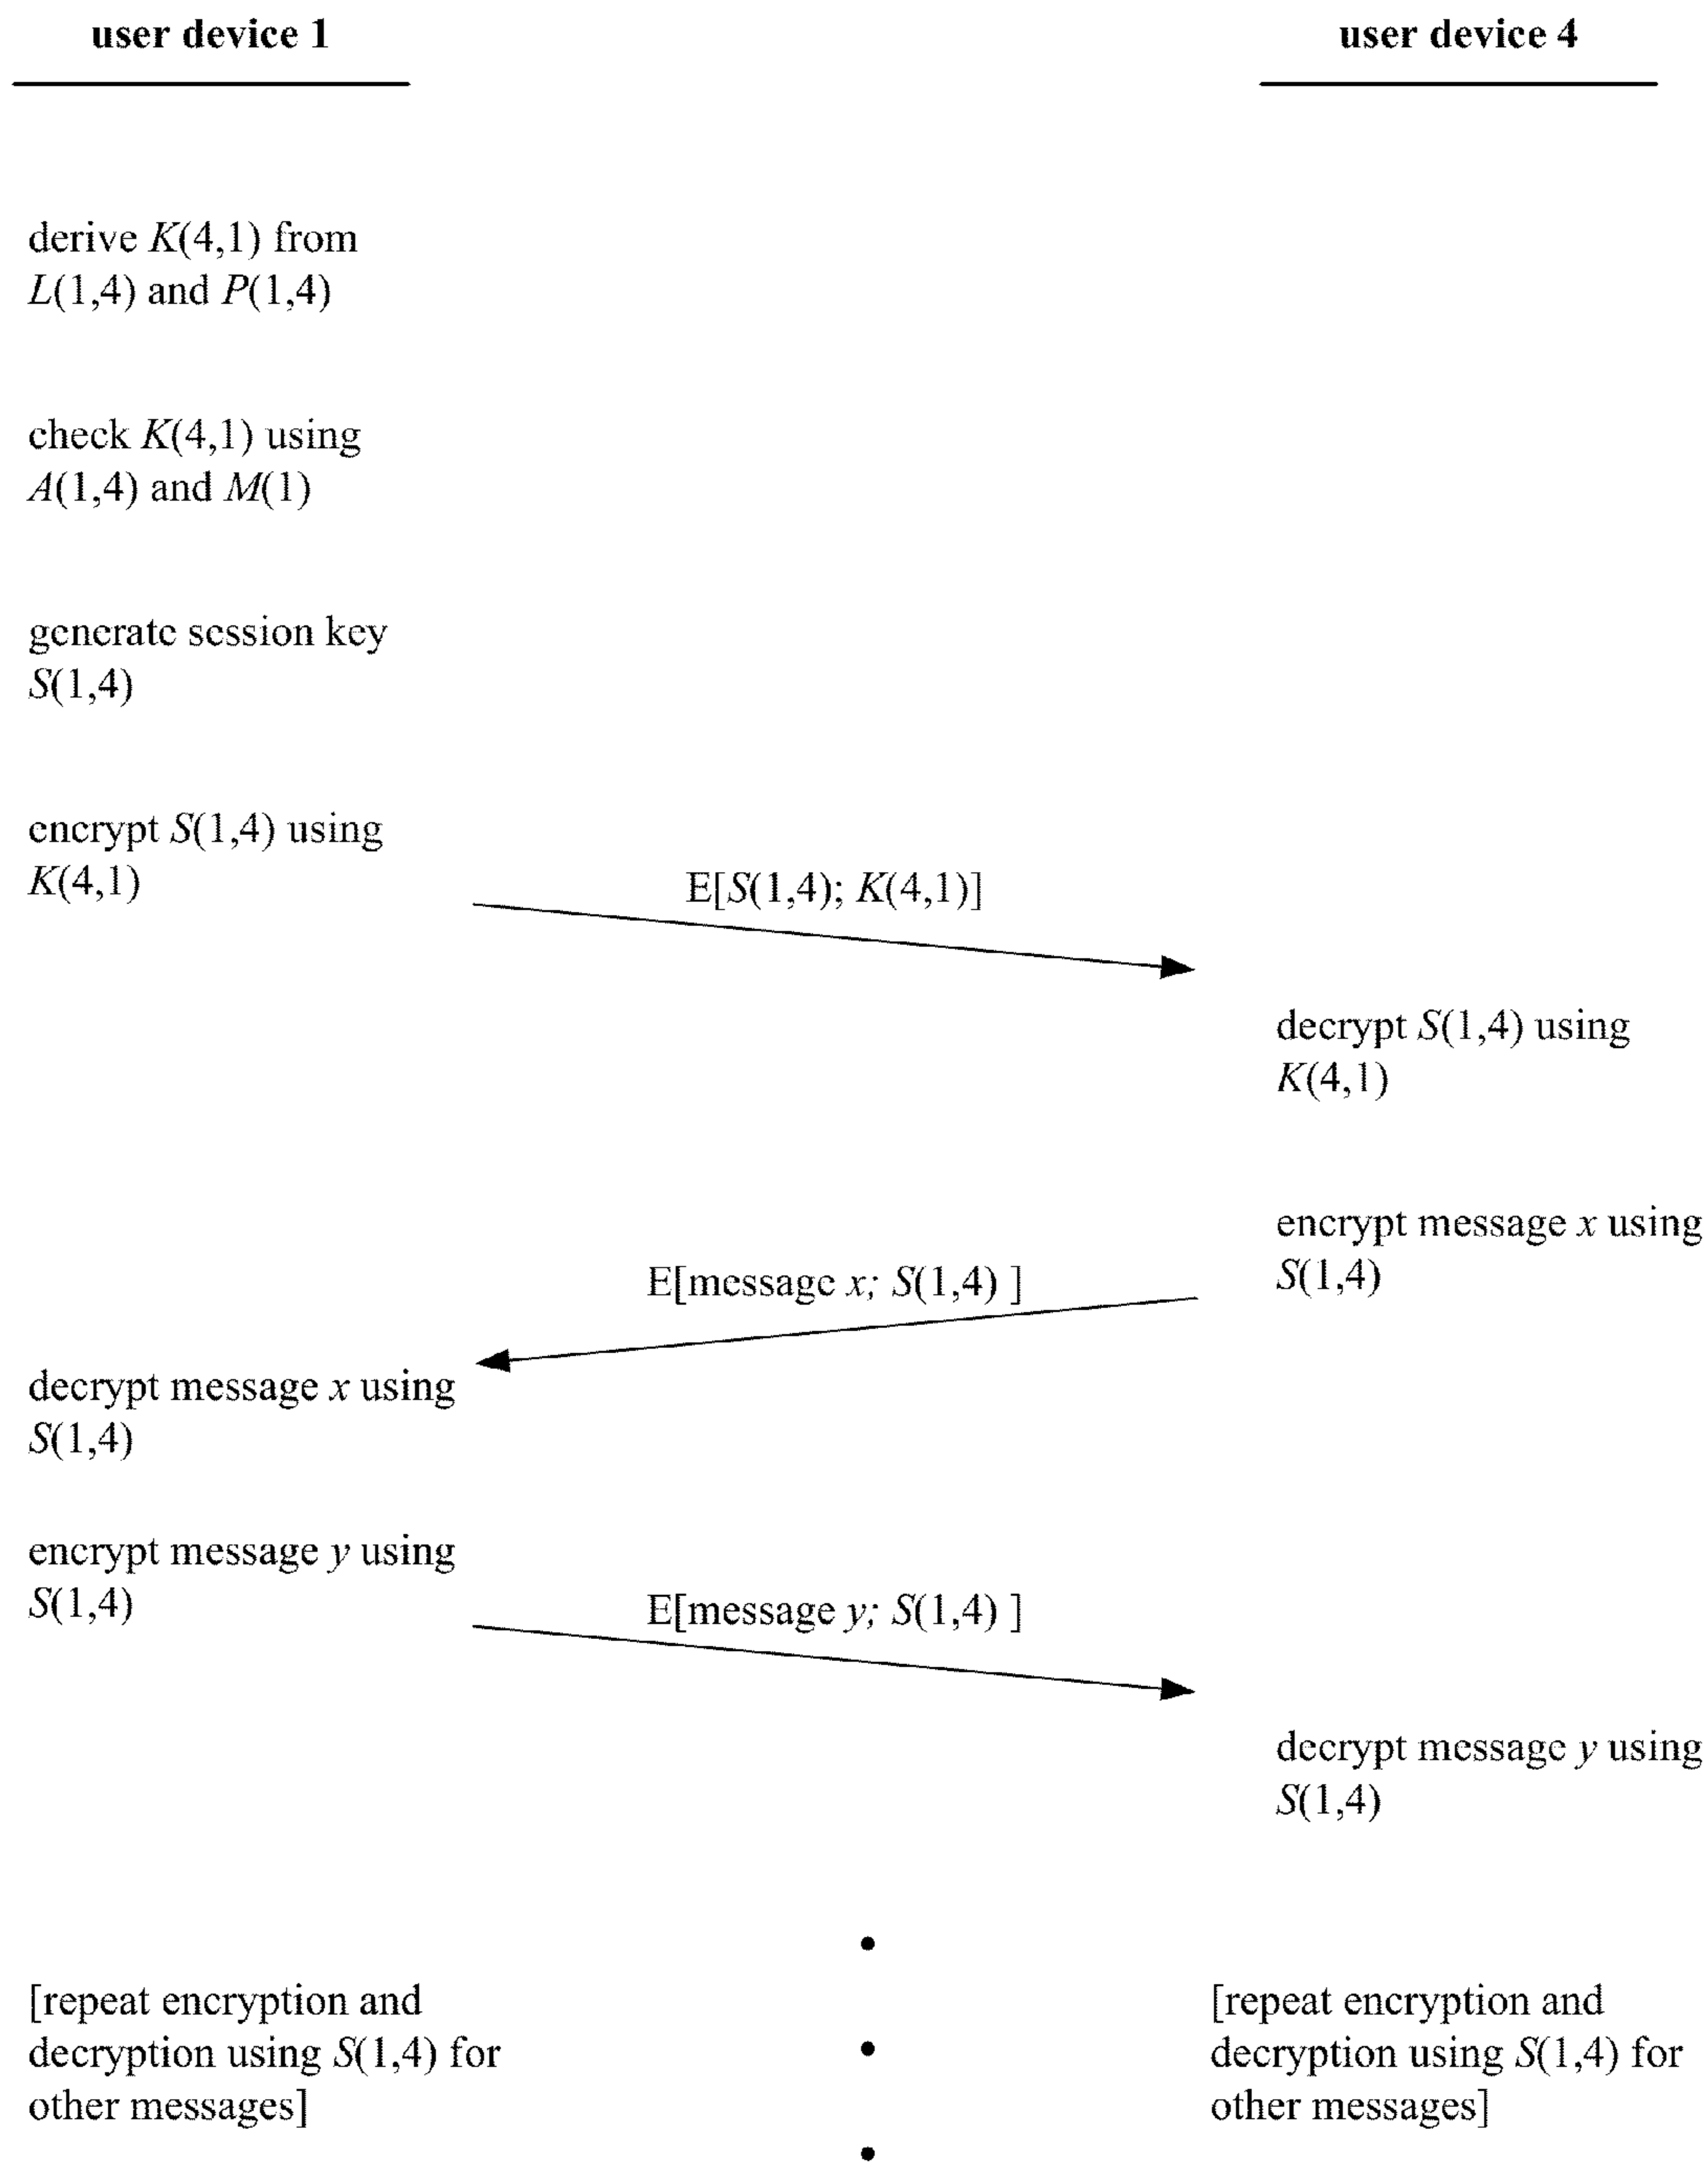 user device 1
user device 4
derive K(4,1) from
L(1,4) and P(1,4)
check K(4,1) using
A(1,4) and M(1)
generate session key
S(1,4)
encrypt S(1,4) using
K(4,1)
E[S(1,4); K(4,1)]
decrypt S(1,4) using
K(4,1)
encrypt message x using
S(1,4)
E[message x; S(1,4) ]
decrypt message x using
S(1,4)
encrypt message y using
S(1,4)
E[message y; S(1,4) ]
decrypt message y using
S(1,4)
[repeat encryption and
decryption using S(1,4) for
other messages]
[repeat encryption and
decryption using S(1,4) for
other messages]